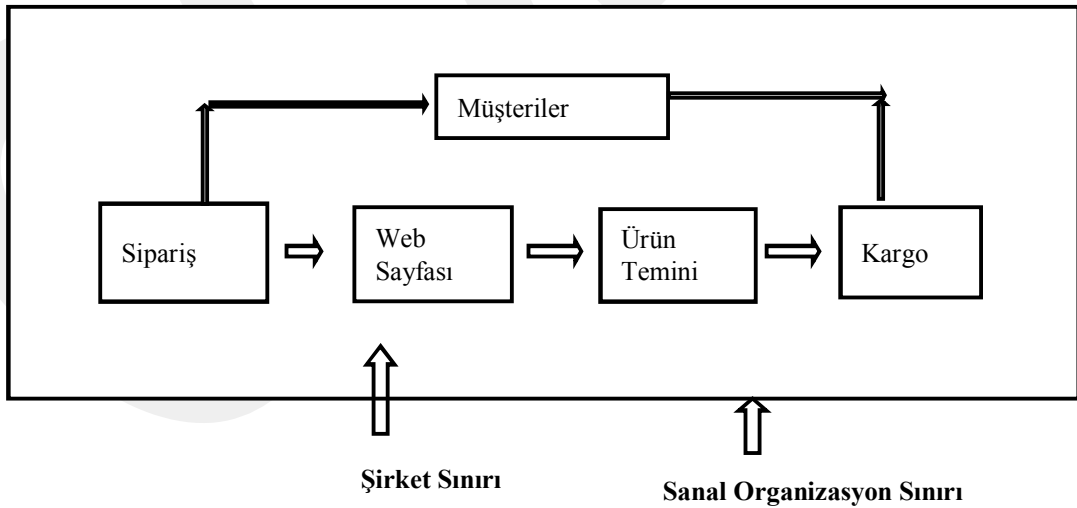 Müşteriler
Sipariş
Web
Sayfası
Ürün
Temini
Kargo
Şirket Sınırı
Sanal Organizasyon Sınırı